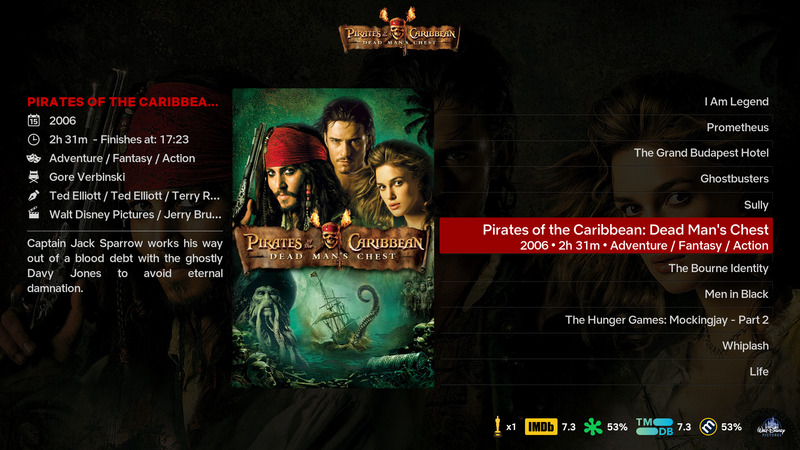 PIRATES OF THE CARIBBEAN
DEAD MAN'S CHEST
PIRATES OF THE CARIBBEA...
15 2006
2h 31m - Finishes at: 17:23
Adventure / Fantasy / Action
Gore Verbinski
Ted Elliott / Ted Elliott / Terry R...
Walt Disney Pictures / Jerry Bru...
Captain Jack Sparrow works his way
out of a blood debt with the ghostly
Davy Jones to avoid eternal
damnation.
PIRATES OF THE CARIBBEAN
DEAD MAN'S CHEST
I Am Legend
Prometheus
The Grand Budapest Hotel
Ghostbusters
Sully
Pirates of the Caribbean: Dead Man's Chest
2006 • 2h 31m • Adventure / Fantasy / Action
The Bourne Identity
Men in Black
The Hunger Games: Mockingjay - Part 2
Whiplash
Life
x1 IMDb 7.3 53% TMDB 7.3 53% Walt Disney
PICTURES